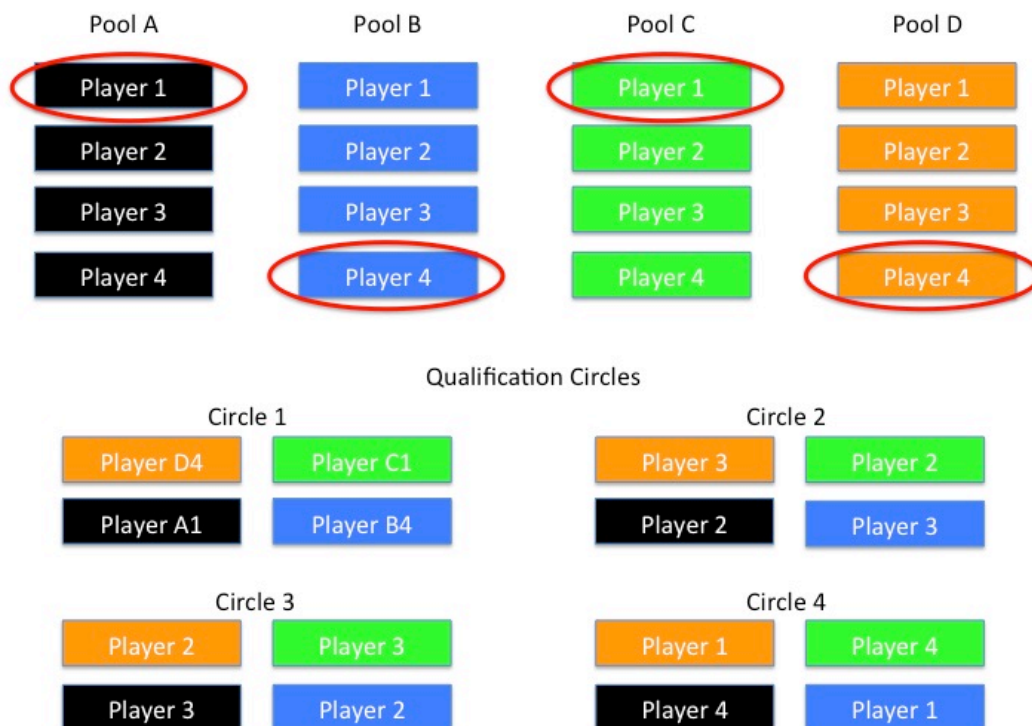 Pool A Pool B Pool C Pool D
Player 1 Player 1 Player 1 Player 1
Player 2 Player 2 Player 2 Player 2
Player 3 Player 3 Player 3 Player 3
Player 4 Player 4 Player 4 Player 4
Qualification Circles
Circle 1 Circle 2
Player D4 Player C1 Player 3 Player 2
Player A1 Player B4 Player 2 Player 3
Circle 3 Circle 4
Player 2 Player 3 Player 1 Player 4
Player 3 Player 2 Player 4 Player 1